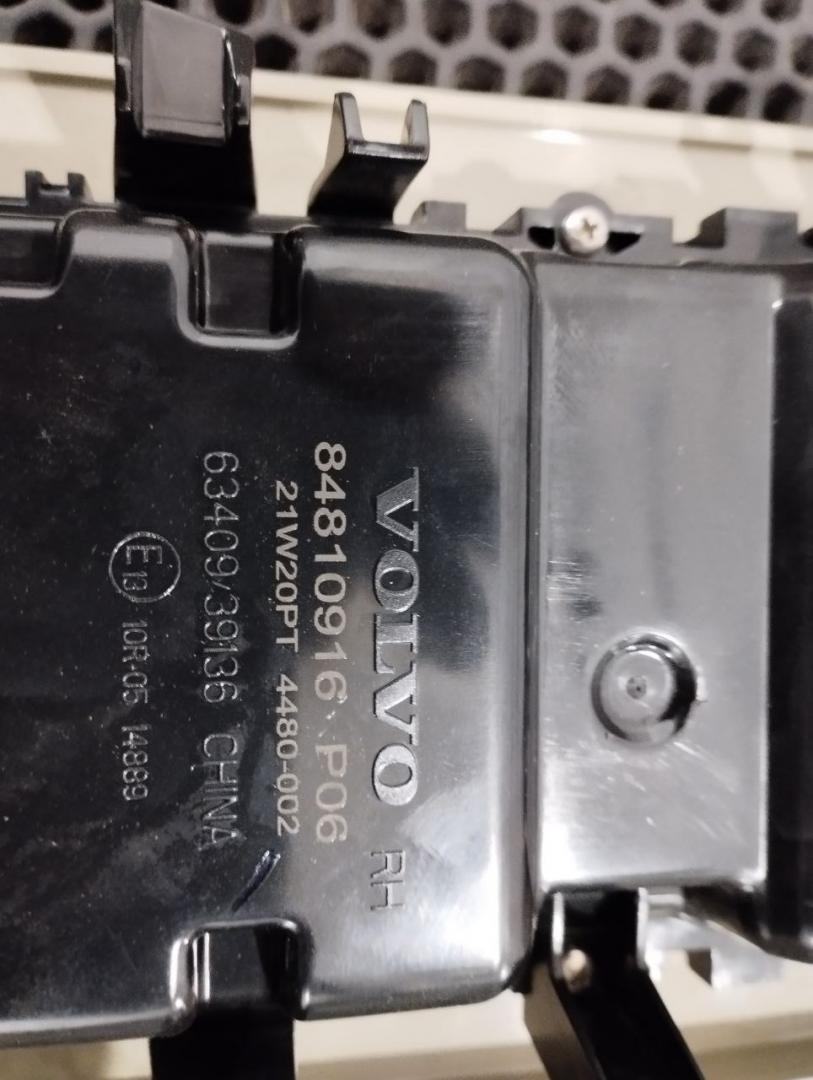 VOLVO RH
84810916 P06
21W20PT 4480-002
63409/39136 CHINA
E13 10R-05 14889